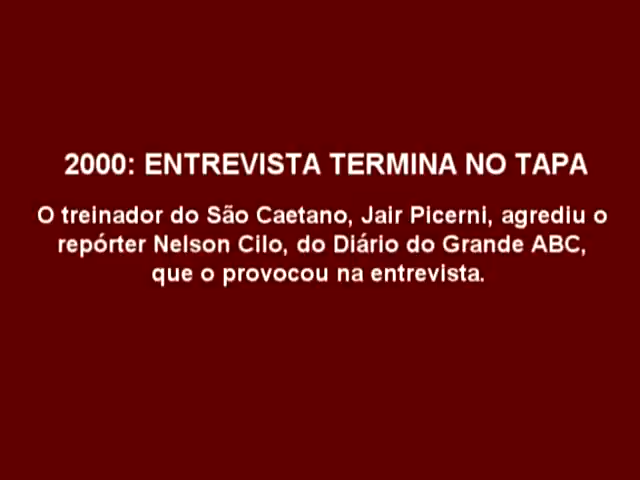 2000: ENTREVISTA TERMINA NO TAPA
O treinador do São Caetano, Jair Picerni, agrediu o
repórter Nelson Cilo, do Diário do Grande ABC,
que o provocou na entrevista.